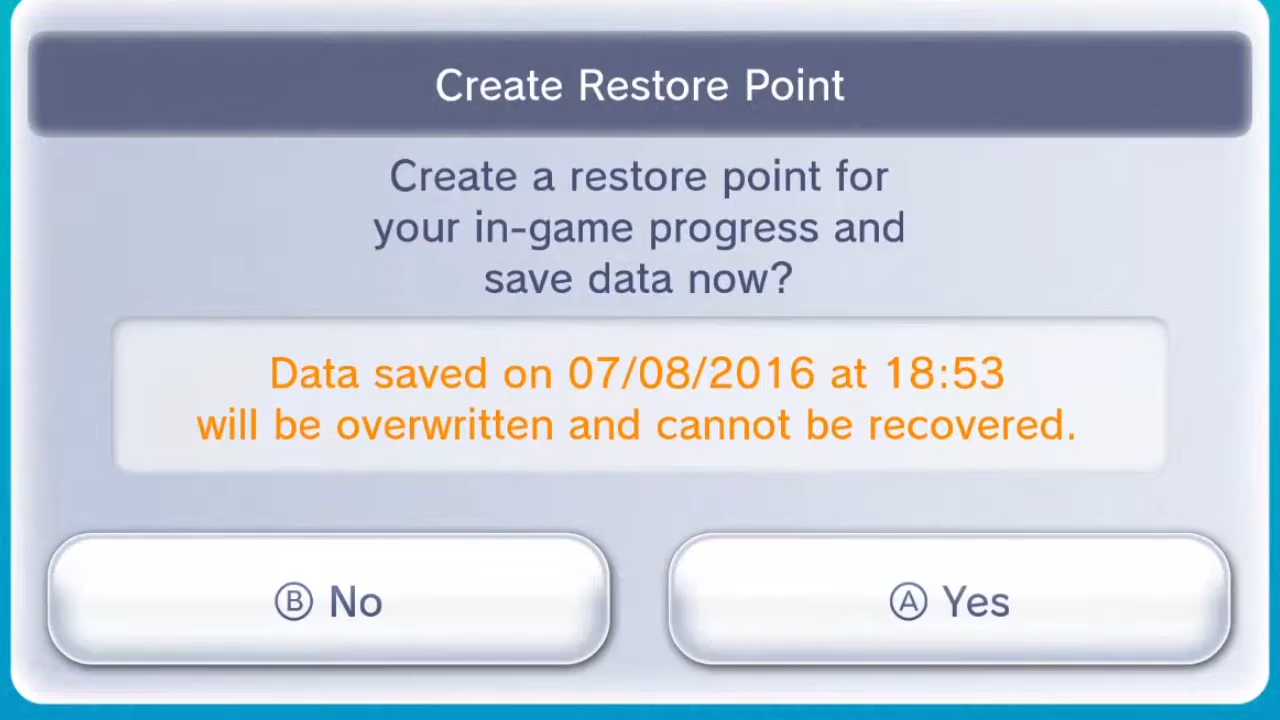 Create Restore Point
Create a restore point for
your in-game progress and
save data now?
Data saved on 07/08/2016 at 18:53
will be overwritten and cannot be recovered.
Ⓑ No
Ⓐ Yes